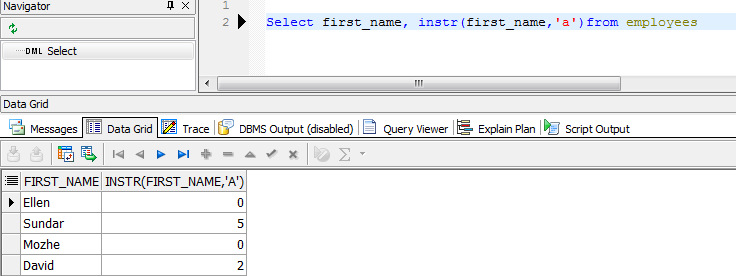 Navigator
DML Select
1
2 Select first_name, instr(first_name,'a')from employees
Data Grid
Messages Data Grid Trace DBMS Output (disabled) Query Viewer Explain Plan Script Output
FIRST_NAME INSTR(FIRST_NAME,'A')
Ellen 0
Sundar 5
Mozhe 0
David 2